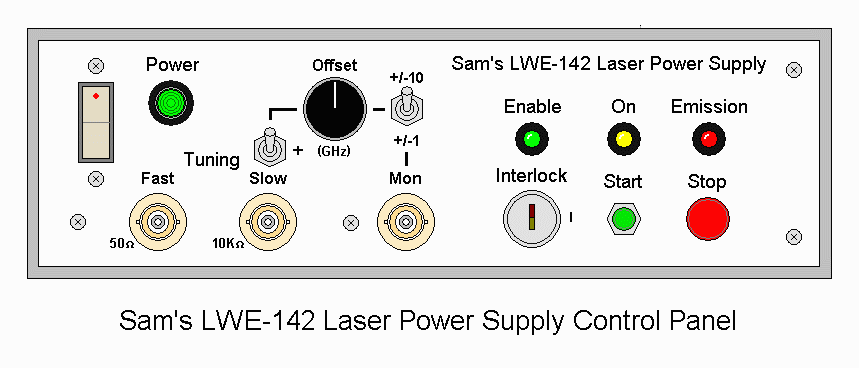 Power
Offset
+/-10
Sam's LWE-142 Laser Power Supply
Enable
On
Emission
Tuning
+
(GHz)
+/-1
Fast
Slow
Mon
Interlock
Start
Stop
50Ω
10KΩ
Sam's LWE-142 Laser Power Supply Control Panel